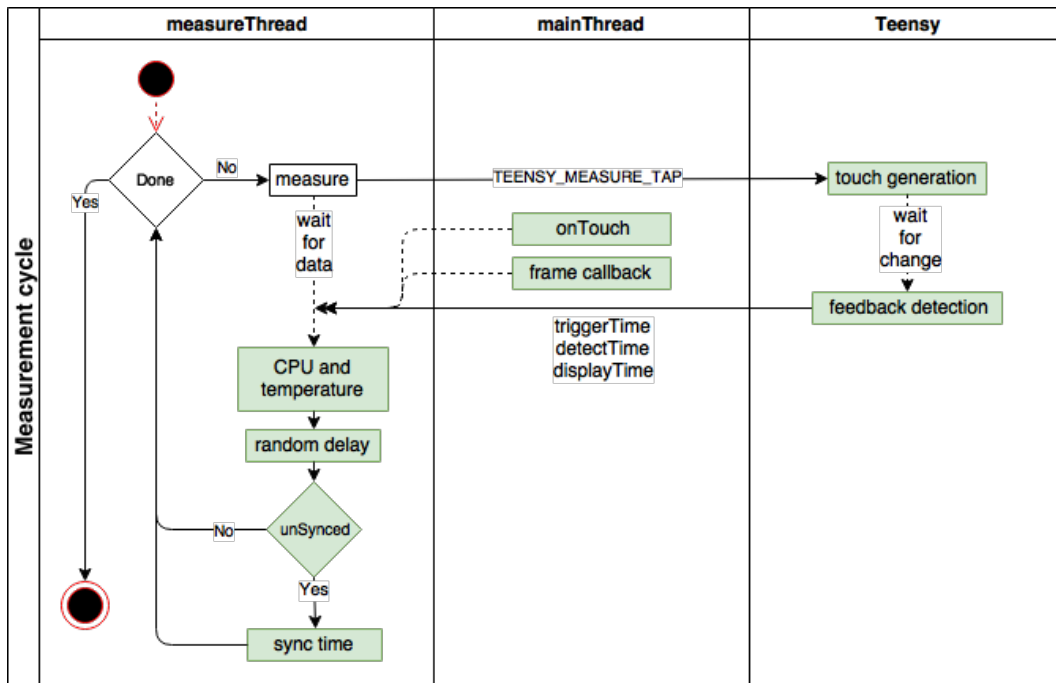 measureThread
mainThread
Teensy
Measurement cycle
Done
No
Yes
measure
TEENSY_MEASURE_TAP
touch generation
wait
for
data
onTouch
wait
for
change
frame callback
feedback detection
triggerTime
detectTime
displayTime
CPU and
temperature
random delay
unSynced
No
Yes
sync time